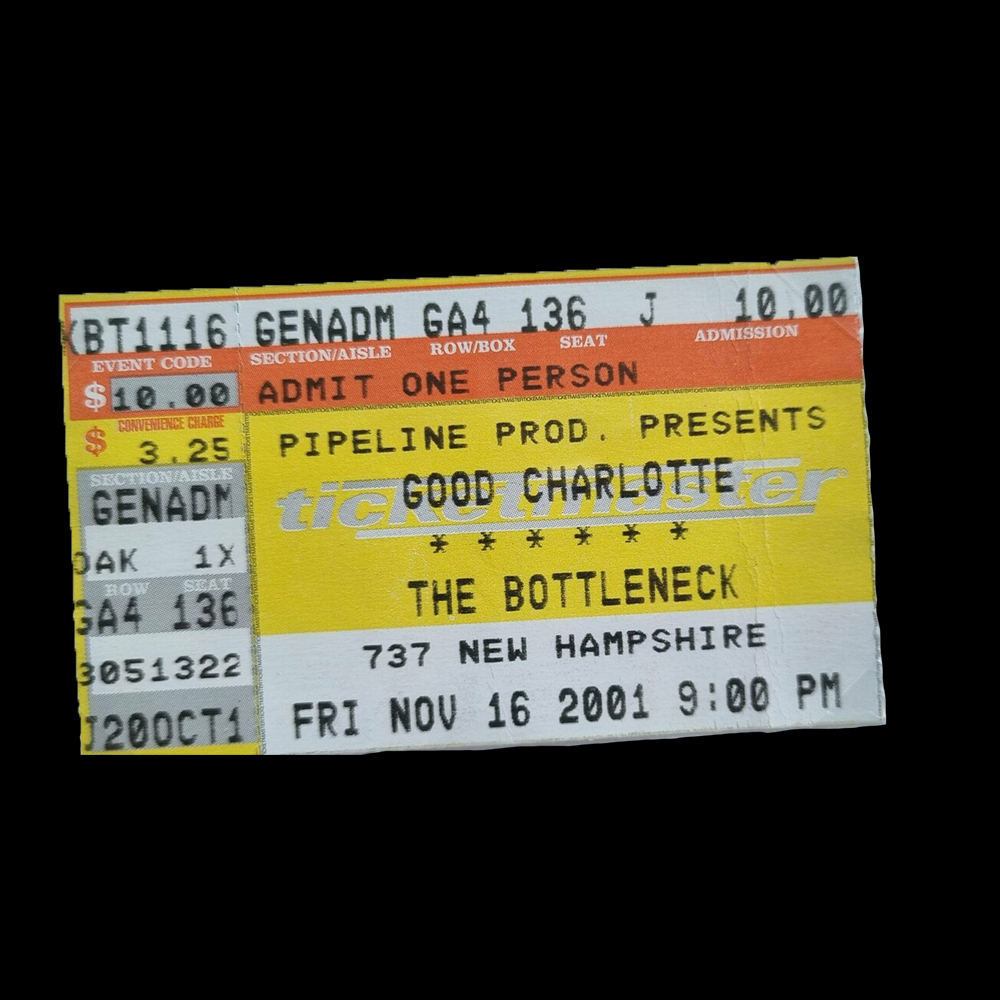 KBT1116 GENADM GA4 136 J 10.00
EVENT CODE SECTION/AISLE ROW/BOX SEAT ADMISSION
$ 10.00 ADMIT ONE PERSON
CONVENIENCE CHARGE
$ 3.25
SECTION/AISLE
GENADM
OAK 1X
ROW SEAT
GA4 136
3051322
J20OCT1
PIPELINE PROD. PRESENTS
ticketmaster
GOOD CHARLOTTE
* * * * * *
THE BOTTLENECK
737 NEW HAMPSHIRE
FRI NOV 16 2001 9:00 PM